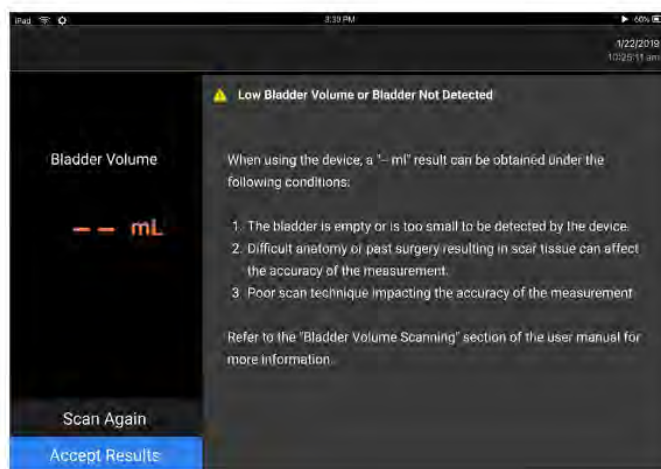 iPad 3:39 PM 60%
1/22/2019
10:25:11 am
Low Bladder Volume or Bladder Not Detected
Bladder Volume
-- mL
When using the device, a "-- ml" result can be obtained under the
following conditions:
1. The bladder is empty or is too small to be detected by the device.
2. Difficult anatomy or past surgery resulting in scar tissue can affect
the accuracy of the measurement.
3 Poor scan technique impacting the accuracy of the measurement
Refer to the "Bladder Volume Scanning" section of the user manual for
more information.
Scan Again
Accept Results